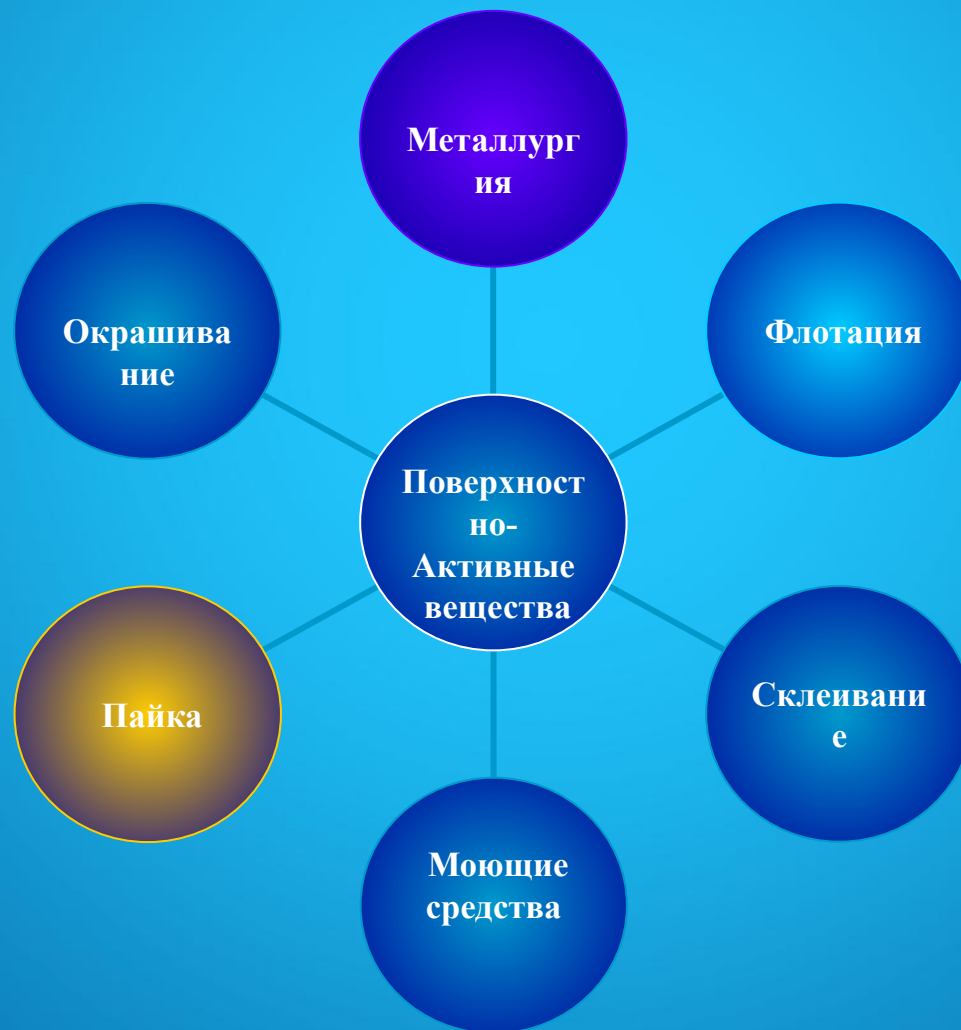 Металлург
ия
Окрашива
ние
Флотация
Поверхност
но-
Активные
вещества
Пайка
Склеивани
е
Моющие
средства